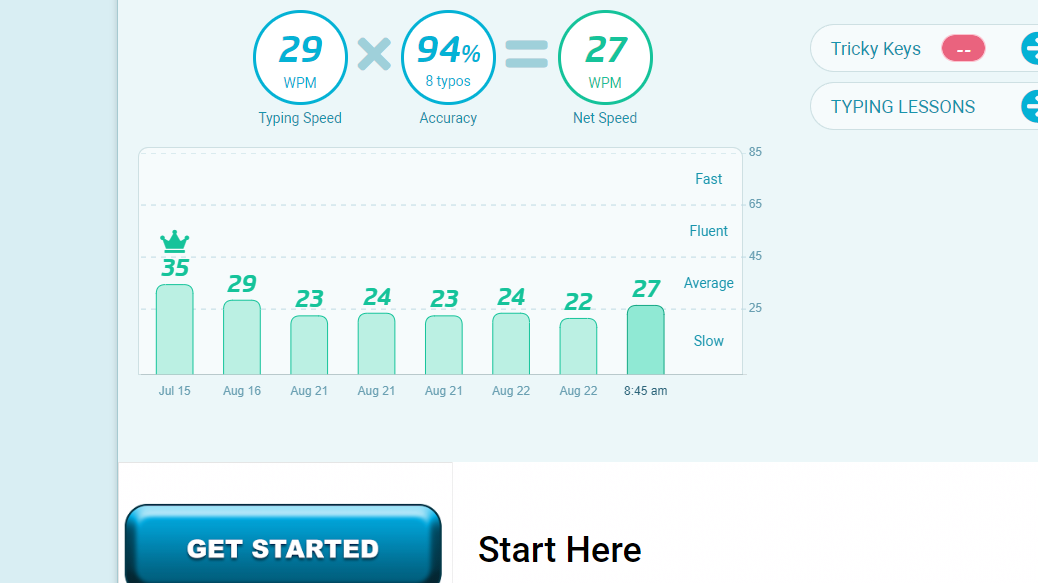 29
WPM
Typing Speed
94%
8 typos
Accuracy
27
WPM
Net Speed
Tricky Keys --
TYPING LESSONS
85
Fast
65
Fluent
45
Average
25
Slow
35 29 23 24 23 24 22 27
Jul 15 Aug 16 Aug 21 Aug 21 Aug 21 Aug 22 Aug 22 8:45 am
GET STARTED
Start Here